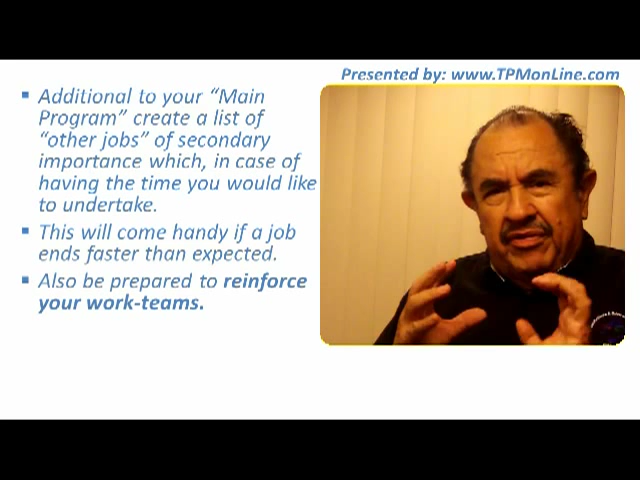 Presented by: www.TPMonLine.com
▪ Additional to your “Main
Program” create a list of
“other jobs” of secondary
importance which, in case of
having the time you would like
to undertake.
▪ This will come handy if a job
ends faster than expected.
▪ Also be prepared to reinforce
your work-teams.